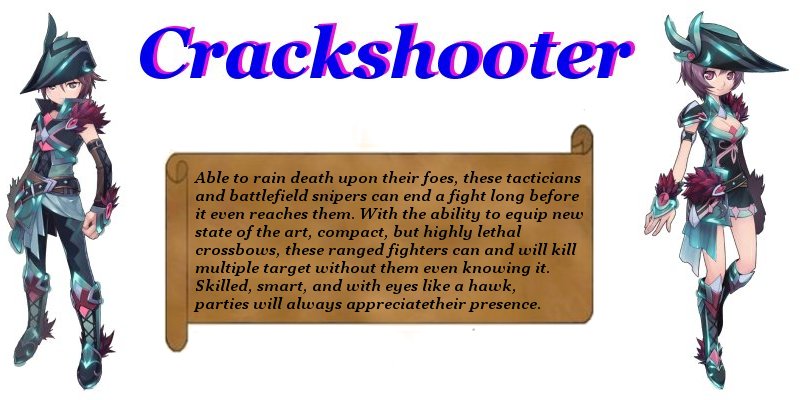 Crackshooter
Able to rain death upon their foes, these tacticians
and battlefield snipers can end a fight long before
it even reaches them. With the ability to equip new
state of the art, compact, but highly lethal
crossbows, these ranged fighters can and will kill
multiple target without them even knowing it.
Skilled, smart, and with eyes like a hawk,
parties will always appreciatetheir presence.